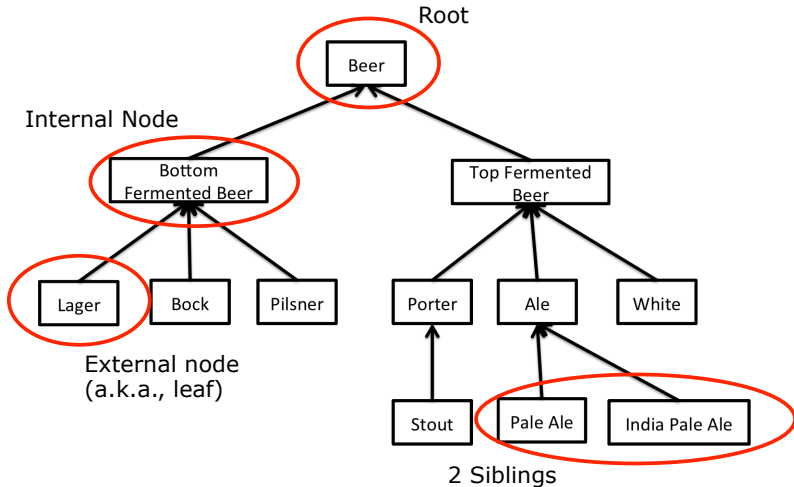 Root
Beer
Internal Node
Bottom
Fermented Beer
Top Fermented
Beer
Lager
Bock
Pilsner
Porter
Ale
White
External node
(a.k.a., leaf)
Stout
Pale Ale
India Pale Ale
2 Siblings